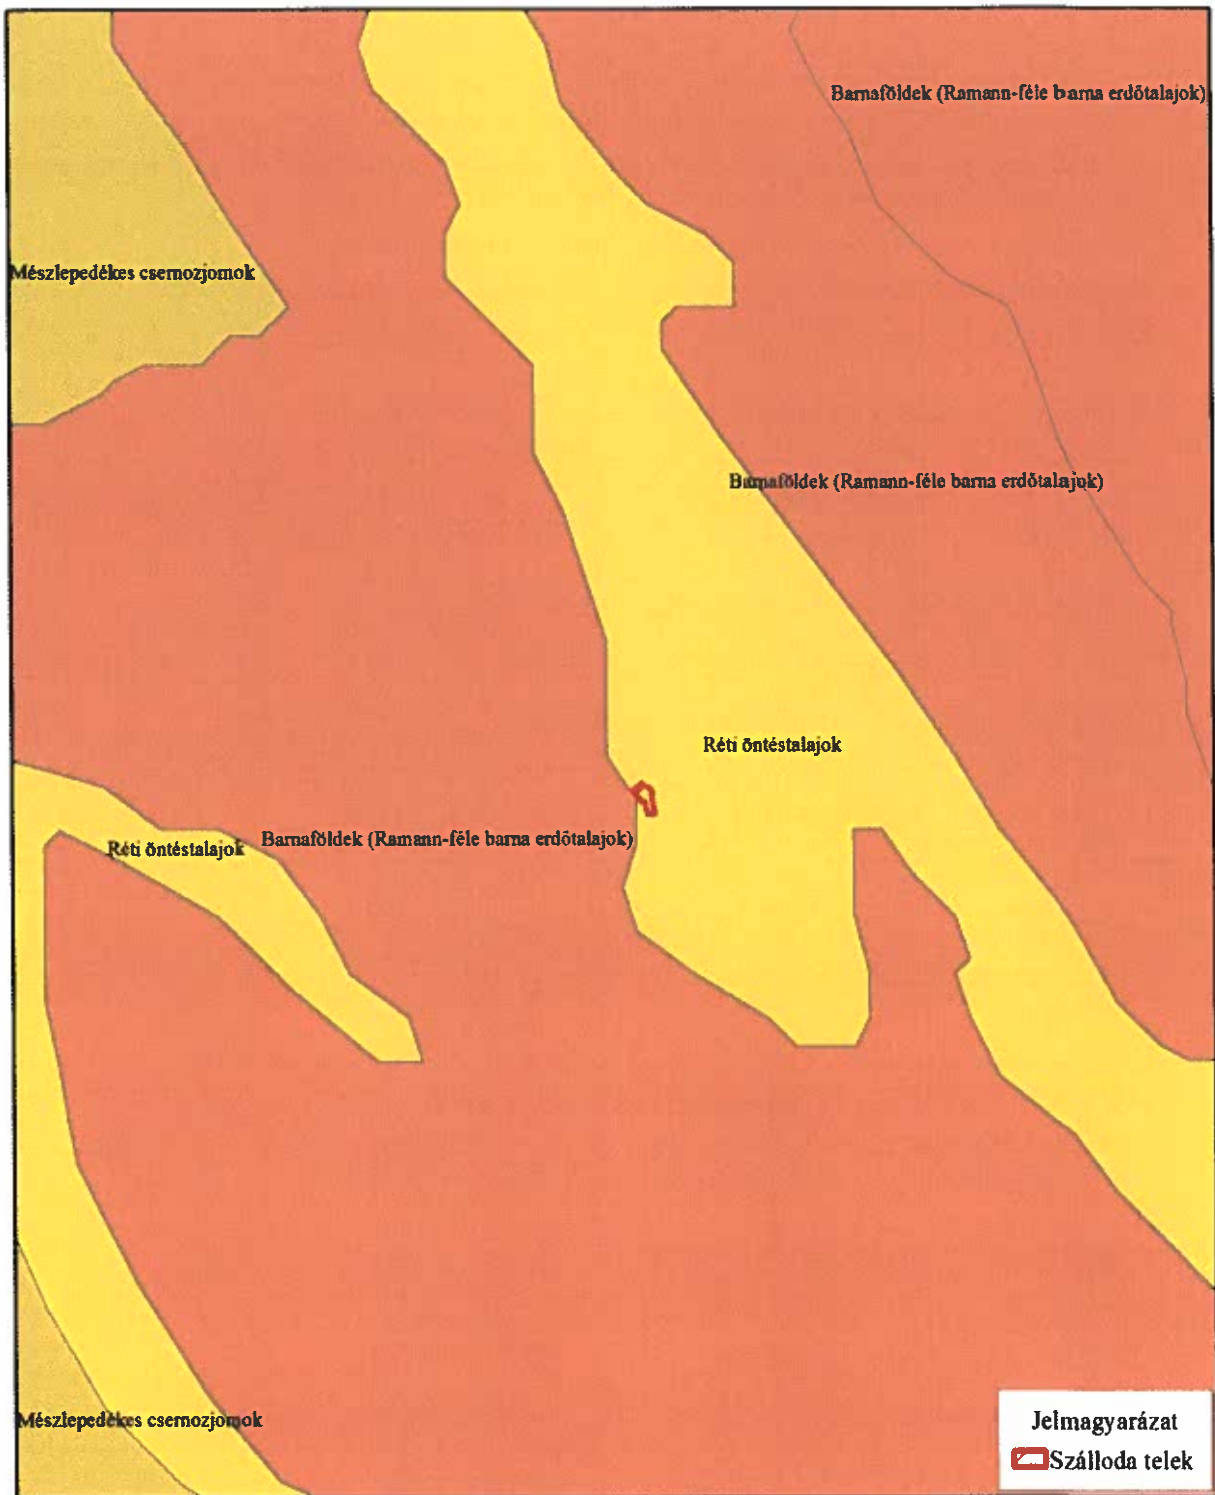 Barnaföldek (Ramann-féle barna erdőtalajok)
Mészlepedékes csernozjomok
Barnaföldek (Ramann-féle barna erdőtalajok)
Réti öntéstalajok
Barnaföldek (Ramann-féle barna erdőtalajok)
Réti öntéstalajok
Mészlepedékes csernozjomok
Jelmagyarázat
Szálloda telek